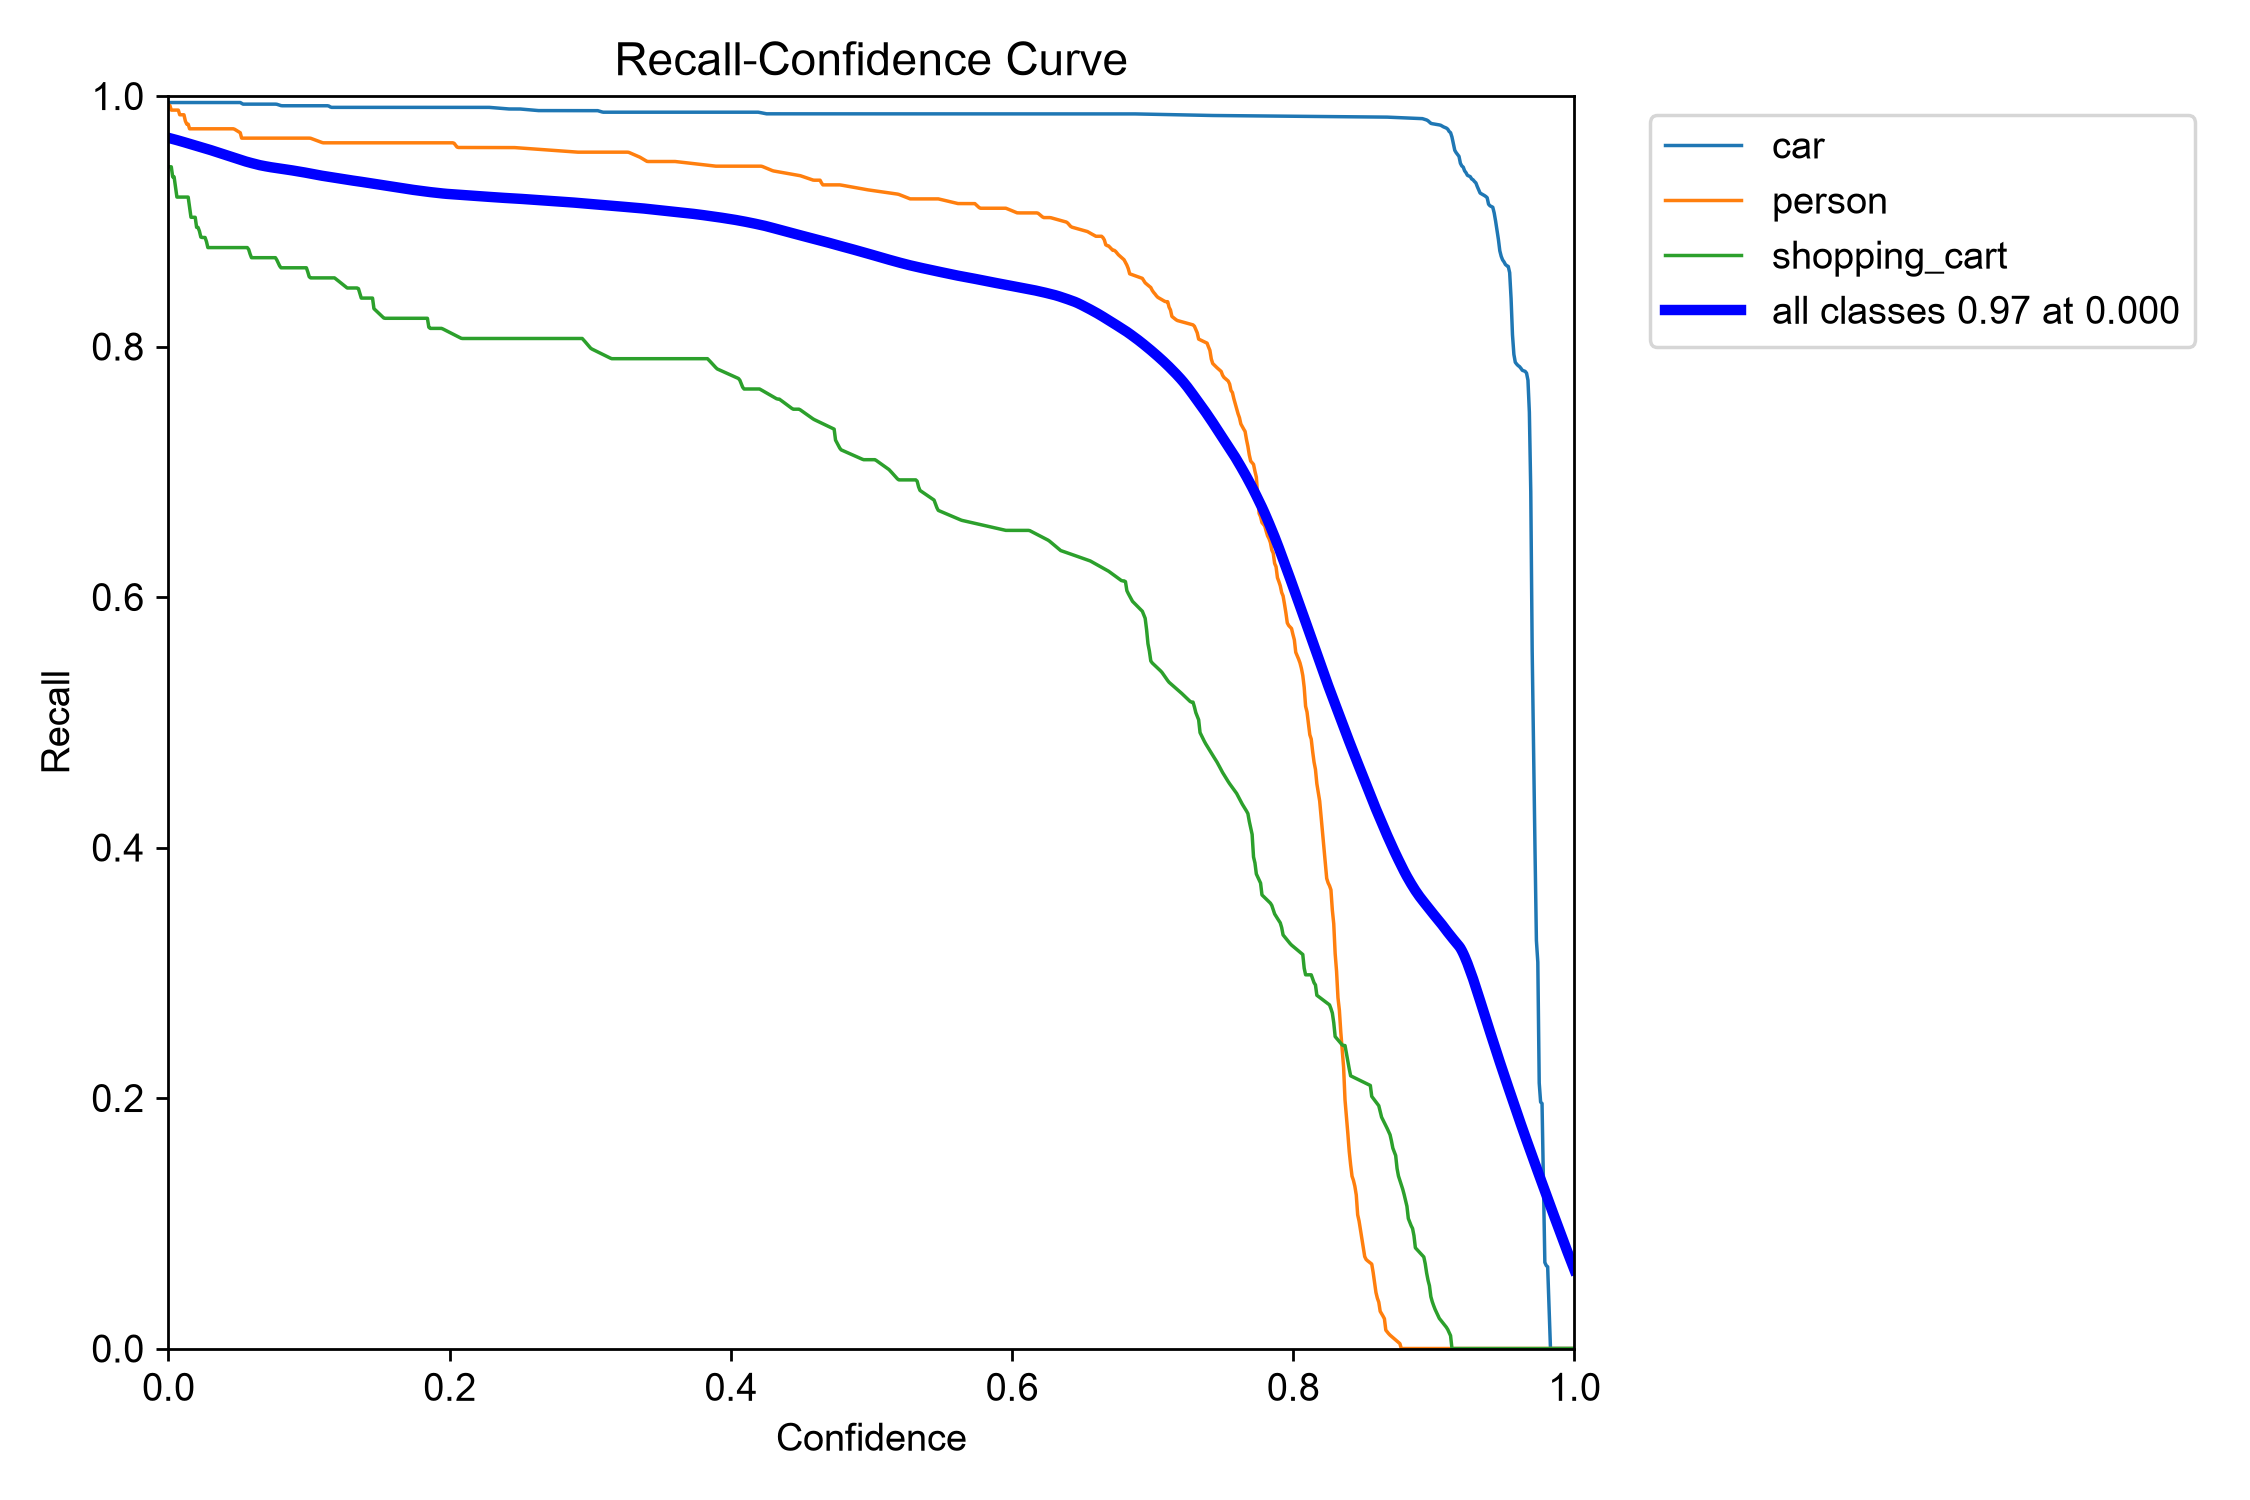 Recall-Confidence Curve
1.0
0.8
0.6
0.4
0.2
0.0
Recall
0.0 0.2 0.4 0.6 0.8 1.0
Confidence
car
person
shopping_cart
all classes 0.97 at 0.000